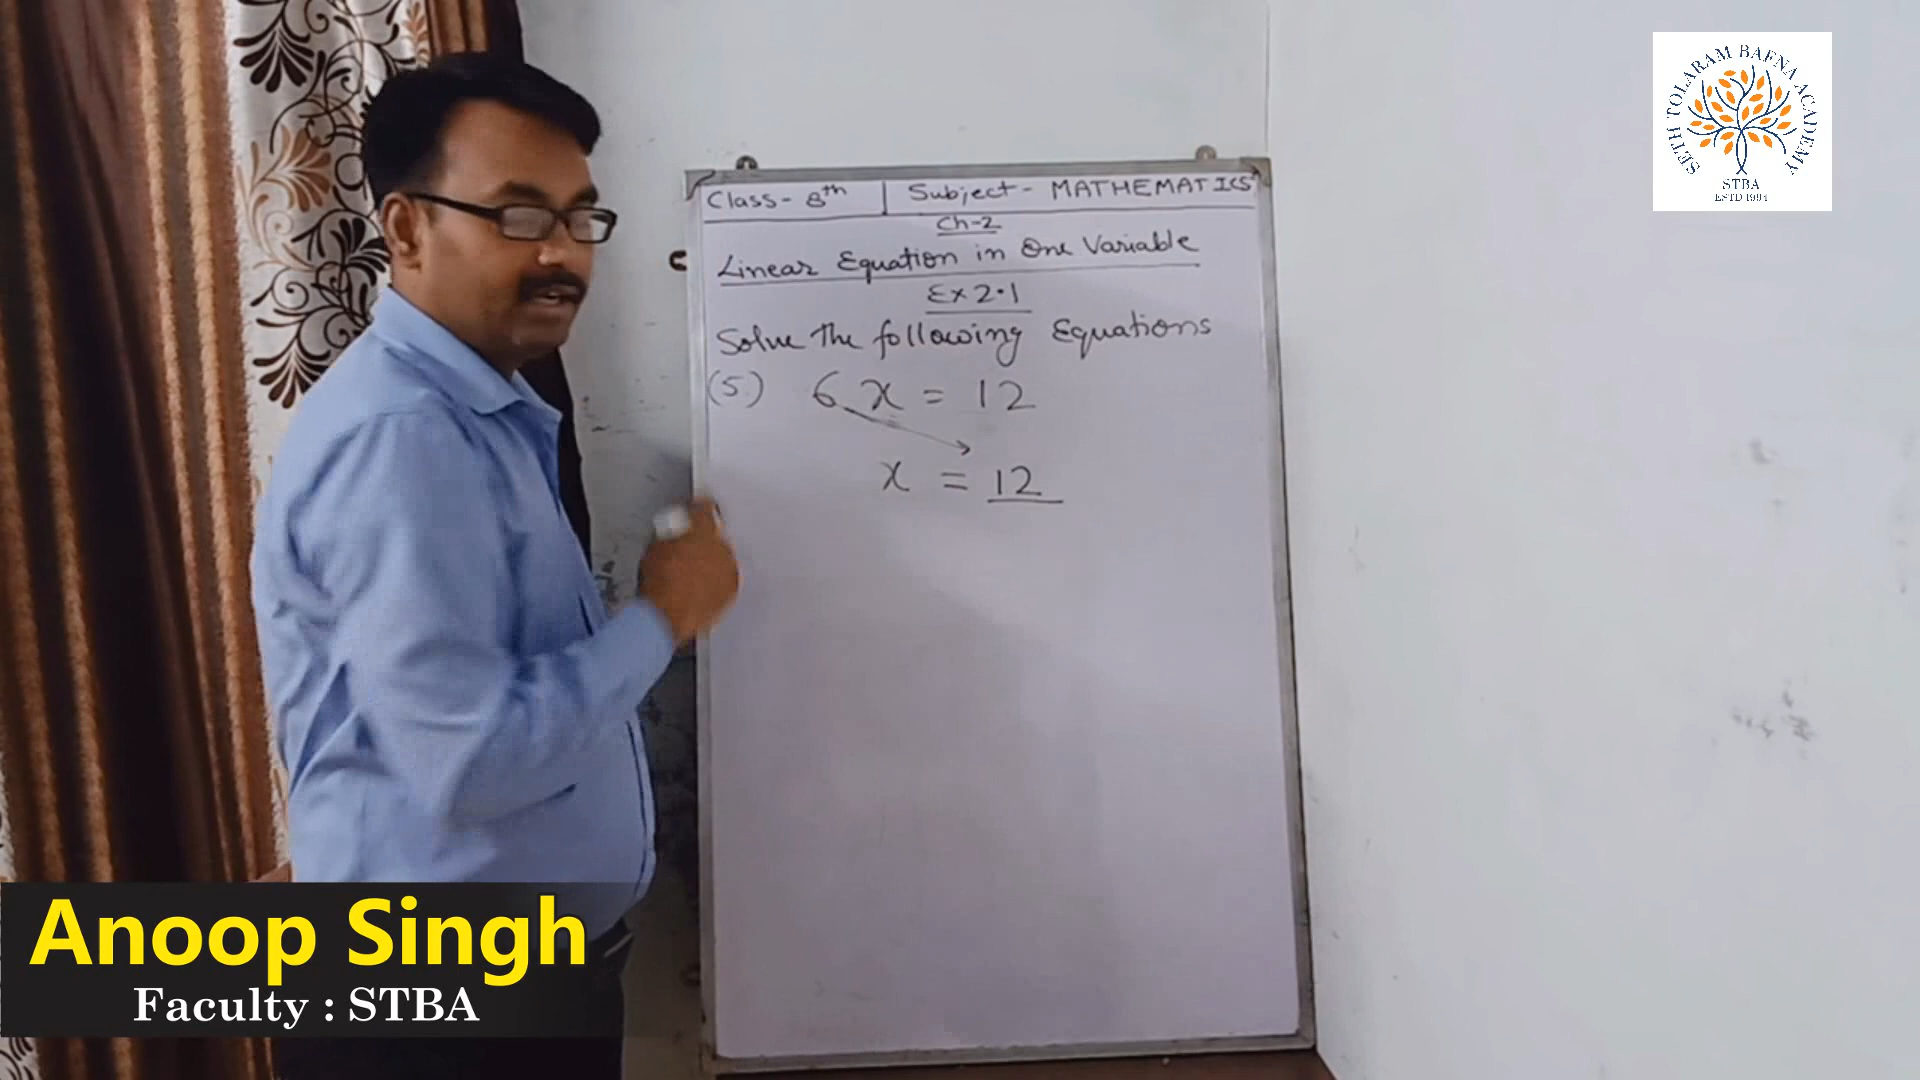 SETH TOLARAM BAFNA ACADEMY
STBA
ESTD 1994
Class- 8th | Subject- MATHEMATICS
Ch-2
Linear Equation in One Variable
Ex 2.1
Solve the following Equations
(5.) 6x = 12
x = 12
Anoop Singh
Faculty : STBA